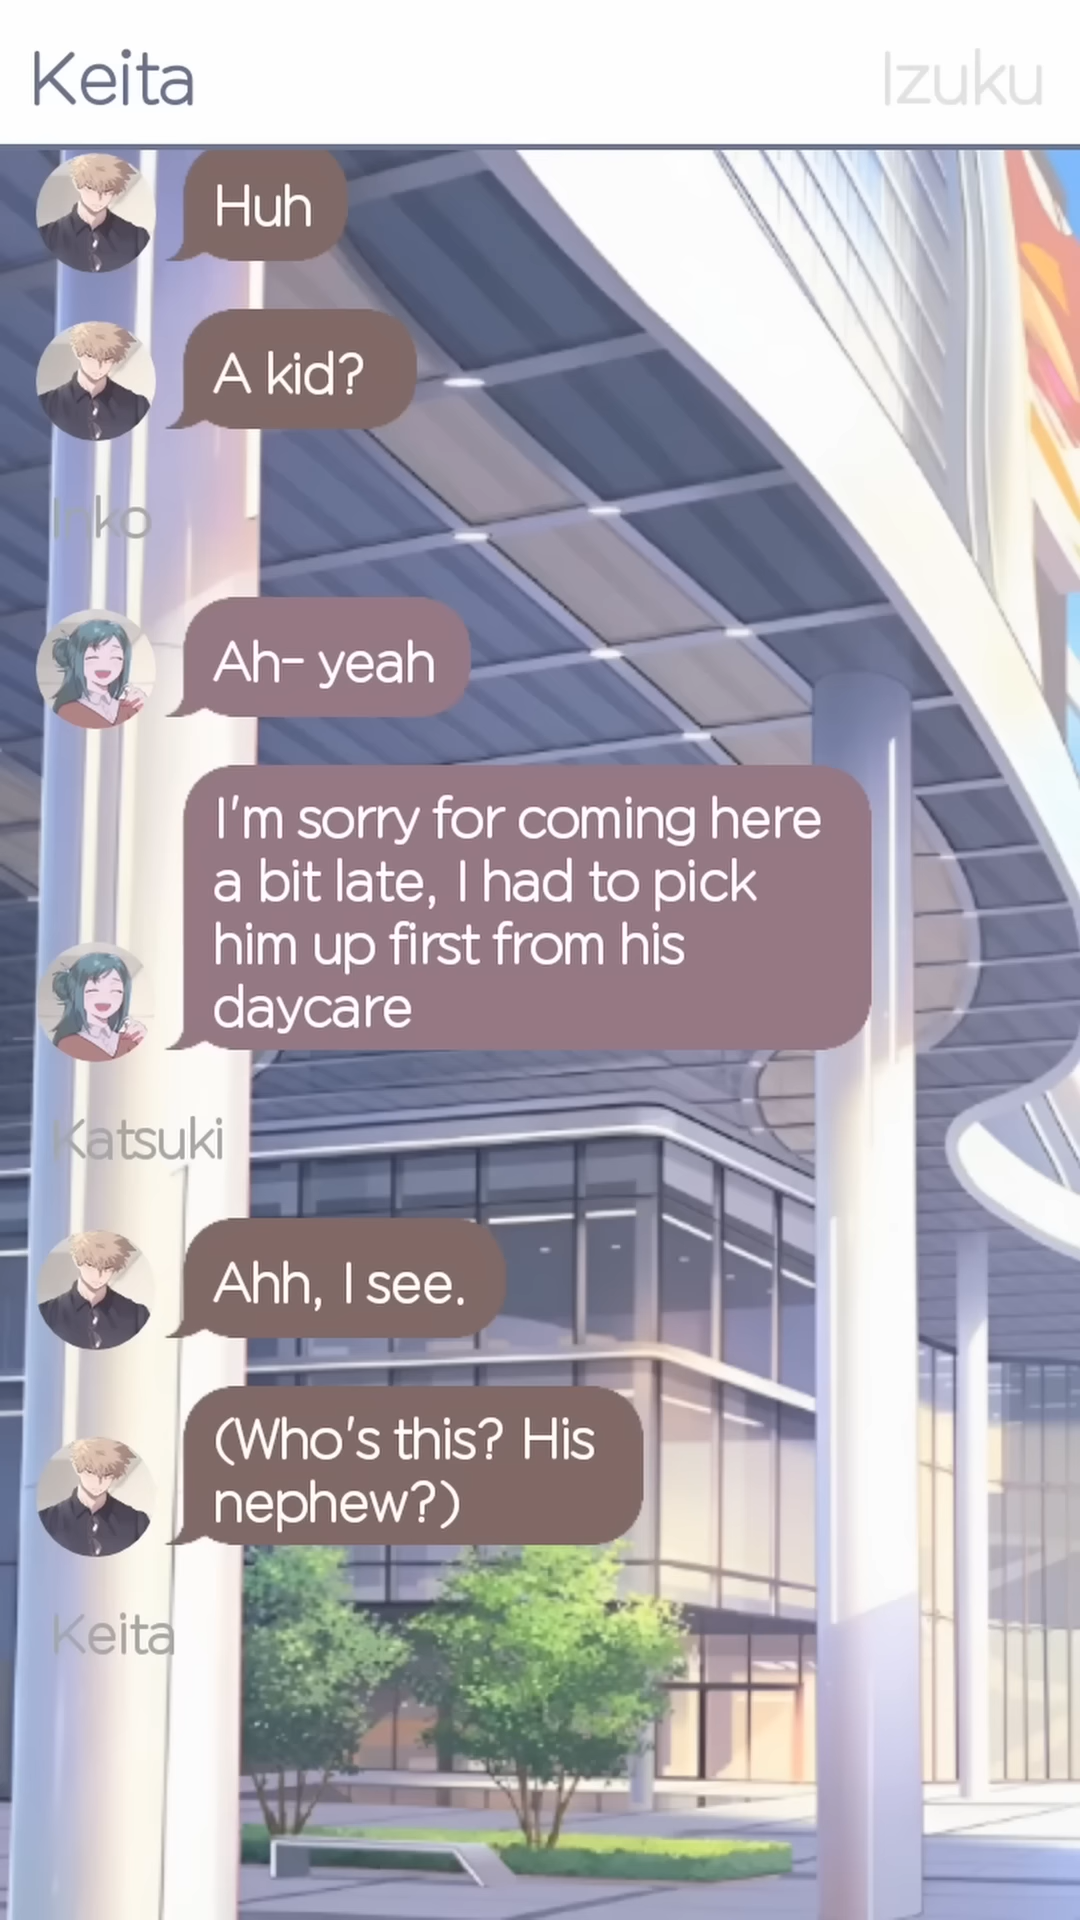 Keita
Izuku
Huh
A kid?
Inko
Ah- yeah
I'm sorry for coming here
a bit late, I had to pick
him up first from his
daycare
Katsuki
Ahh, I see.
(Who's this? His
nephew?)
Keita